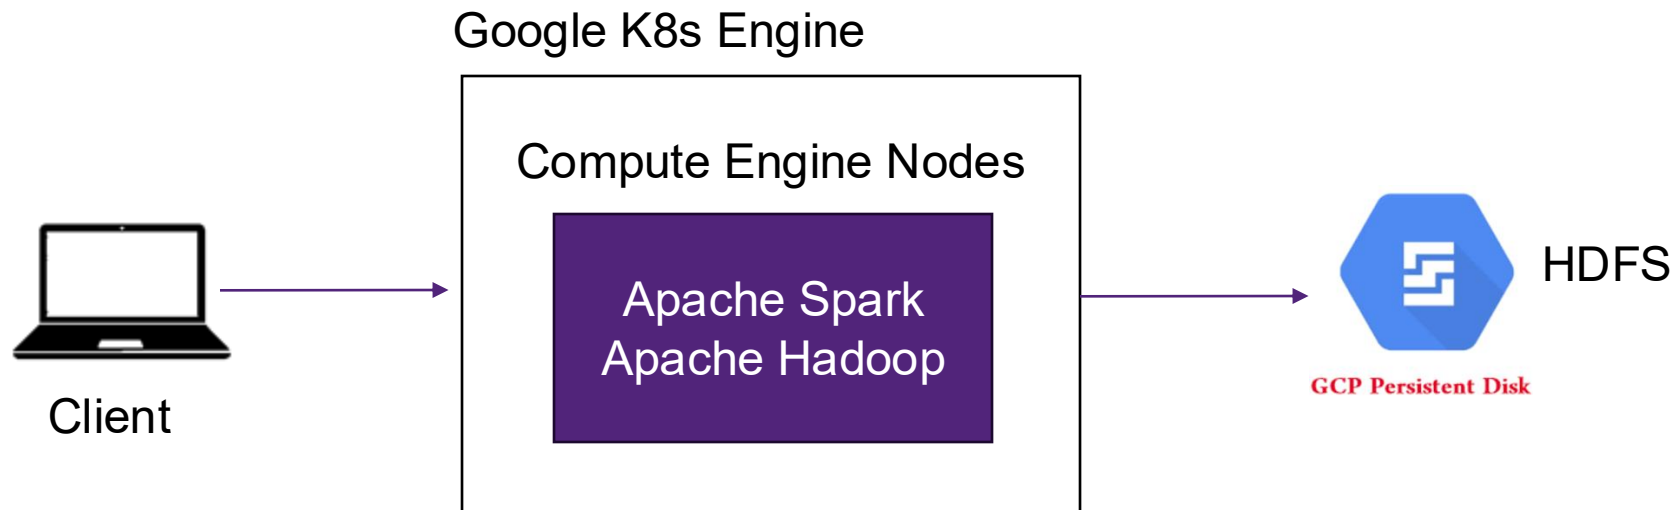 Google K8s Engine
Compute Engine Nodes
Apache Spark
Apache Hadoop
Client
HDFS
GCP Persistent Disk